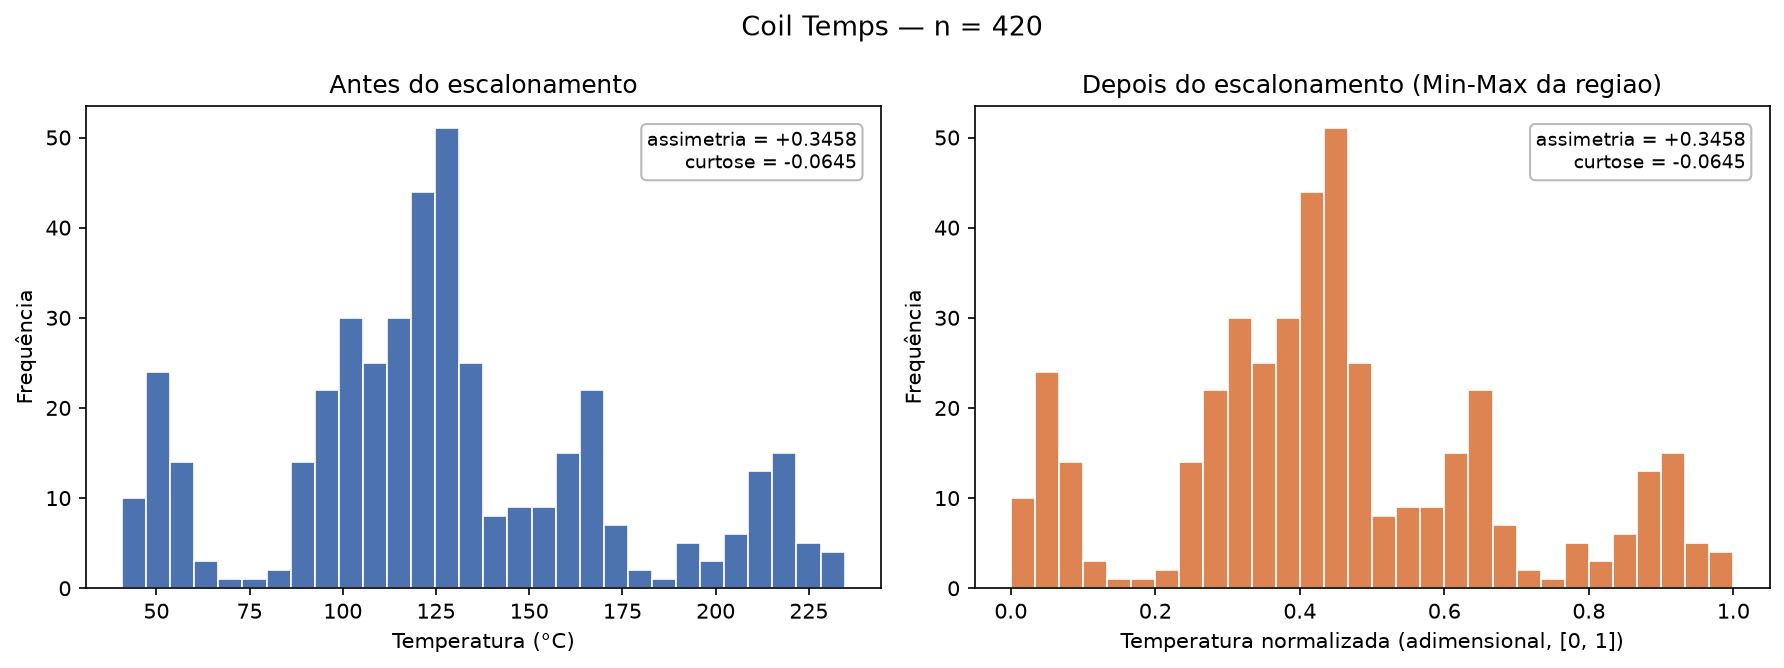 Coil Temps — n = 420
Antes do escalonamento
assimetria = +0.3458
curtose = -0.0645
Frequência
50
40
30
20
10
0
50 75 100 125 150 175 200 225
Temperatura (°C)
Depois do escalonamento (Min-Max da regiao)
assimetria = +0.3458
curtose = -0.0645
Frequência
50
40
30
20
10
0
0.0 0.2 0.4 0.6 0.8 1.0
Temperatura normalizada (adimensional, [0, 1])